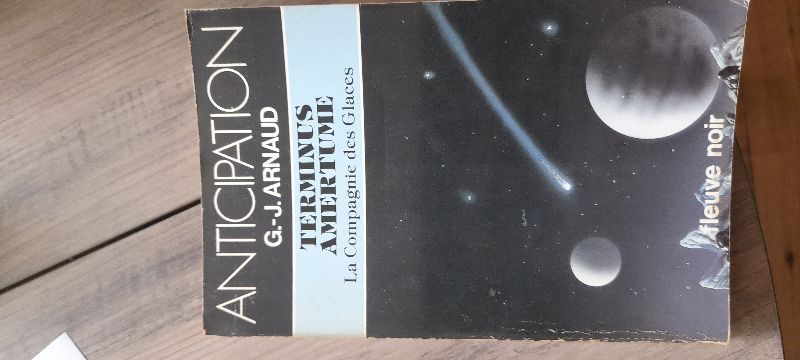 ANTICIPATION
G.-J. ARNAUD
TERMINUS
AMERTUME
La Compagnie des Glaces
fleuve noir